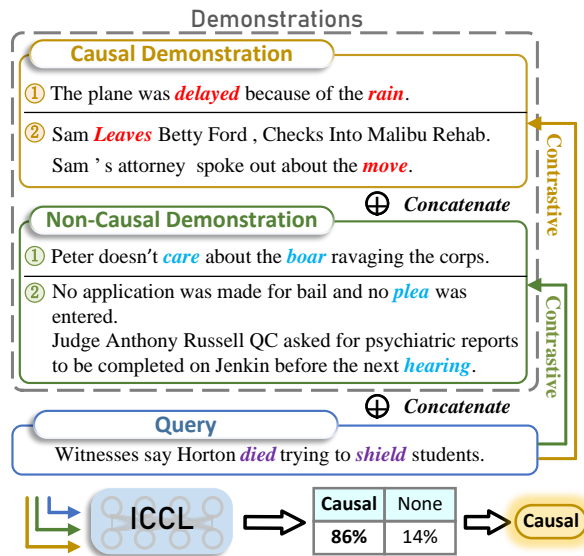 Demonstrations
Causal Demonstration
① The plane was delayed because of the rain.
② Sam Leaves Betty Ford , Checks Into Malibu Rehab.
Sam ’s attorney spoke out about the move.
Contrastive
Concatenate
Non-Causal Demonstration
① Peter doesn’t care about the boar ravaging the corps.
② No application was made for bail and no plea was
entered.
Judge Anthony Russell QC asked for psychiatric reports
to be completed on Jenkin before the next hearing.
Contrastive
Concatenate
Query
Witnesses say Horton died trying to shield students.
ICCL
Causal None
86% 14%
Causal